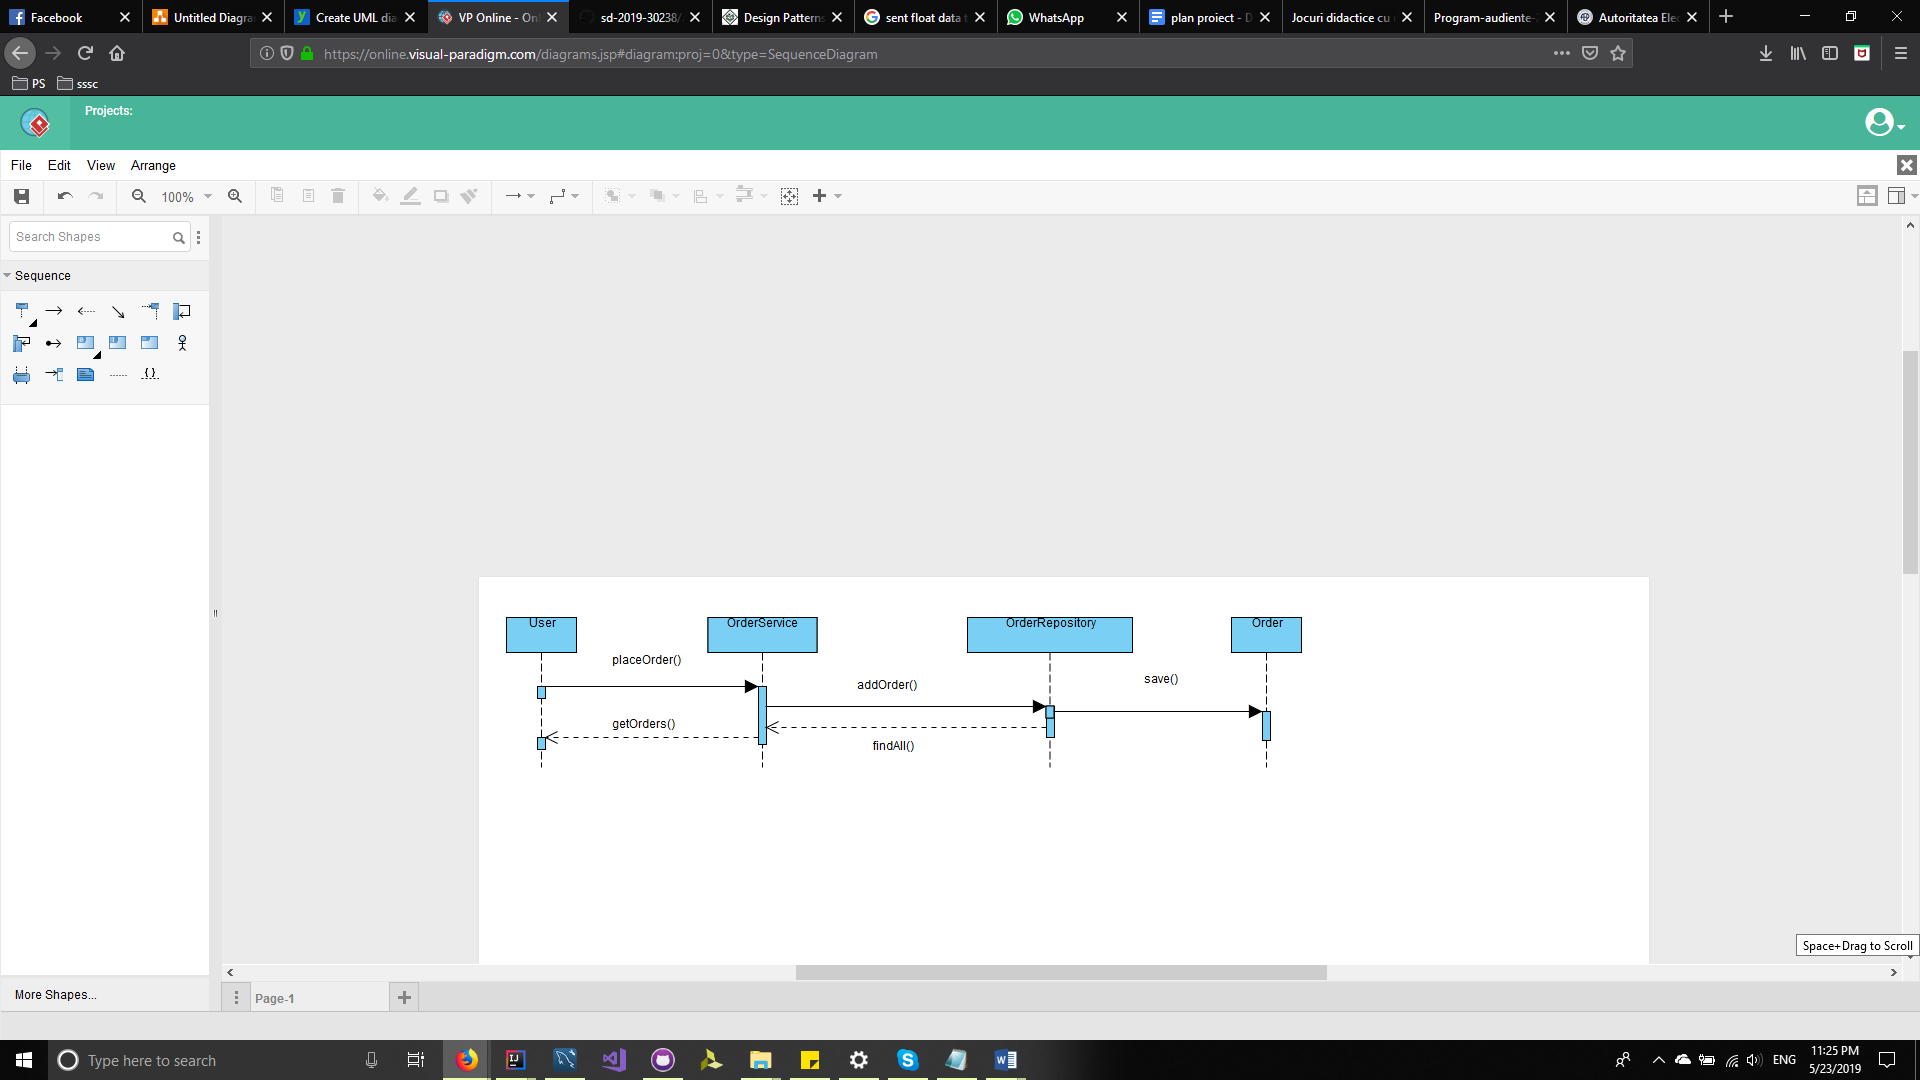 Facebook
Untitled Diagra
Create UML dia
VP Online - Onl
sd-2019-30238/
Design Patterns
sent float data t
WhatsApp
plan proiect - D
Jocuri didactice cu
Program-audiente-
Autoritatea Elec
https://online.visual-paradigm.com/diagrams.jsp#diagram:proj=0&type=SequenceDiagram
PS
sssc
Projects:
File
Edit
View
Arrange
100%
Search Shapes
Sequence
User
OrderService
OrderRepository
Order
placeOrder()
save()
addOrder()
getOrders()
findAll()
Space+Drag to Scroll
More Shapes...
Page-1
Type here to search
ENG
11:25 PM
5/23/2019